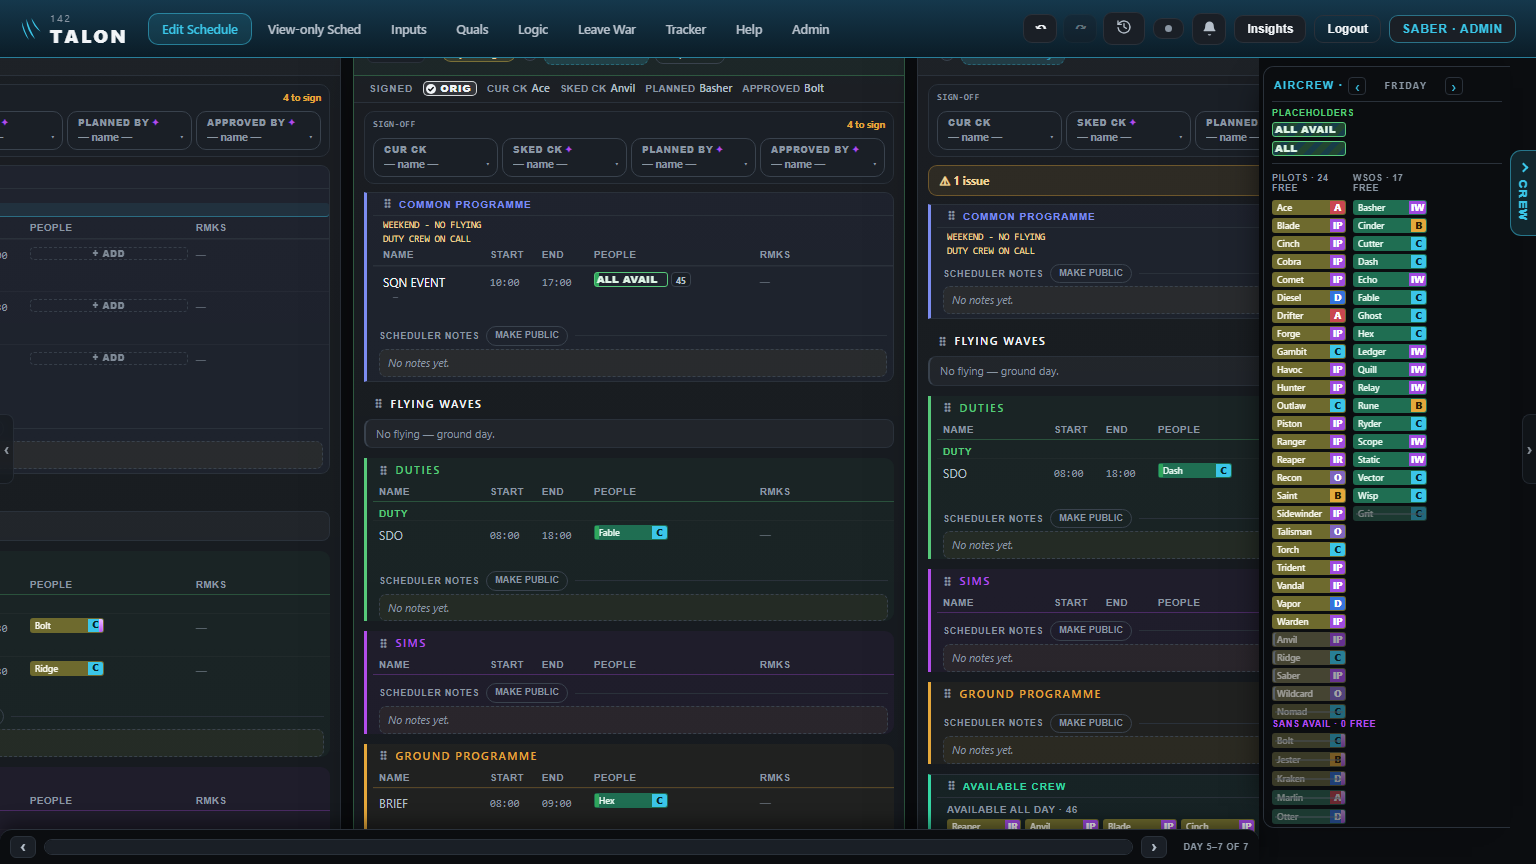 142
TALON
Edit Schedule
View-only Sched
Inputs
Quals
Logic
Leave War
Tracker
Help
Admin
Insights
Logout
SABER · ADMIN
4 to sign
PLANNED BY ✦
— name —
APPROVED BY ✦
— name —
PEOPLE
RMKS
+ ADD
—
+ ADD
—
+ ADD
—
PEOPLE
RMKS
Bolt C
—
Ridge C
—
PEOPLE
RMKS
SIGNED
ORIG
CUR CK Ace
SKED CK Anvil
PLANNED Basher
APPROVED Bolt
SIGN-OFF
4 to sign
CUR CK
— name —
SKED CK ✦
— name —
PLANNED BY ✦
— name —
APPROVED BY ✦
— name —
COMMON PROGRAMME
WEEKEND - NO FLYING
DUTY CREW ON CALL
NAME START END PEOPLE RMKS
SQN EVENT 10:00 17:00 ALL AVAIL 45 —
—
SCHEDULER NOTES MAKE PUBLIC
No notes yet.
FLYING WAVES
No flying — ground day.
DUTIES
NAME START END PEOPLE RMKS
DUTY
SDO 08:00 18:00 Fable C —
SCHEDULER NOTES MAKE PUBLIC
No notes yet.
SIMS
NAME START END PEOPLE RMKS
SCHEDULER NOTES MAKE PUBLIC
No notes yet.
GROUND PROGRAMME
NAME START END PEOPLE RMKS
BRIEF 08:00 09:00 Hex C —
SIGN-OFF
CUR CK
— name —
SKED CK ✦
— name —
PLANNED
— name —
1 issue
COMMON PROGRAMME
WEEKEND - NO FLYING
DUTY CREW ON CALL
SCHEDULER NOTES MAKE PUBLIC
No notes yet.
FLYING WAVES
No flying — ground day.
DUTIES
NAME START END PEOPLE
DUTY
SDO 08:00 18:00 Dash C
SCHEDULER NOTES MAKE PUBLIC
No notes yet.
SIMS
NAME START END PEOPLE
SCHEDULER NOTES MAKE PUBLIC
No notes yet.
GROUND PROGRAMME
SCHEDULER NOTES MAKE PUBLIC
No notes yet.
AVAILABLE CREW
AVAILABLE ALL DAY · 46
Reaper IR
Anvil IP
Blade IP
Cinch IP
AIRCREW · ‹ FRIDAY ›
PLACEHOLDERS
ALL AVAIL
ALL
PILOTS · 24 FREE
Ace A
Blade IP
Cinch IP
Cobra IP
Comet IP
Diesel D
Drifter A
Forge IP
Gambit C
Havoc IP
Hunter IP
Outlaw C
Piston IP
Ranger IP
Reaper IR
Recon O
Saint B
Sidewinder IP
Talisman O
Torch C
Trident IP
Vandal IP
Vapor D
Warden IP
Anvil IP
Ridge C
Saber IP
Wildcard O
Nomad C
WSOS · 17 FREE
Basher IW
Cinder B
Cutter C
Dash C
Echo IW
Fable C
Ghost C
Hex C
Ledger IW
Quill IW
Relay IW
Rune B
Ryder C
Scope IW
Static IW
Vector C
Wisp C
Grit C
SANS AVAIL · 0 FREE
Bolt C
Jester B
Kraken D
Marlin A
Otter D
CREW
DAY 5–7 OF 7